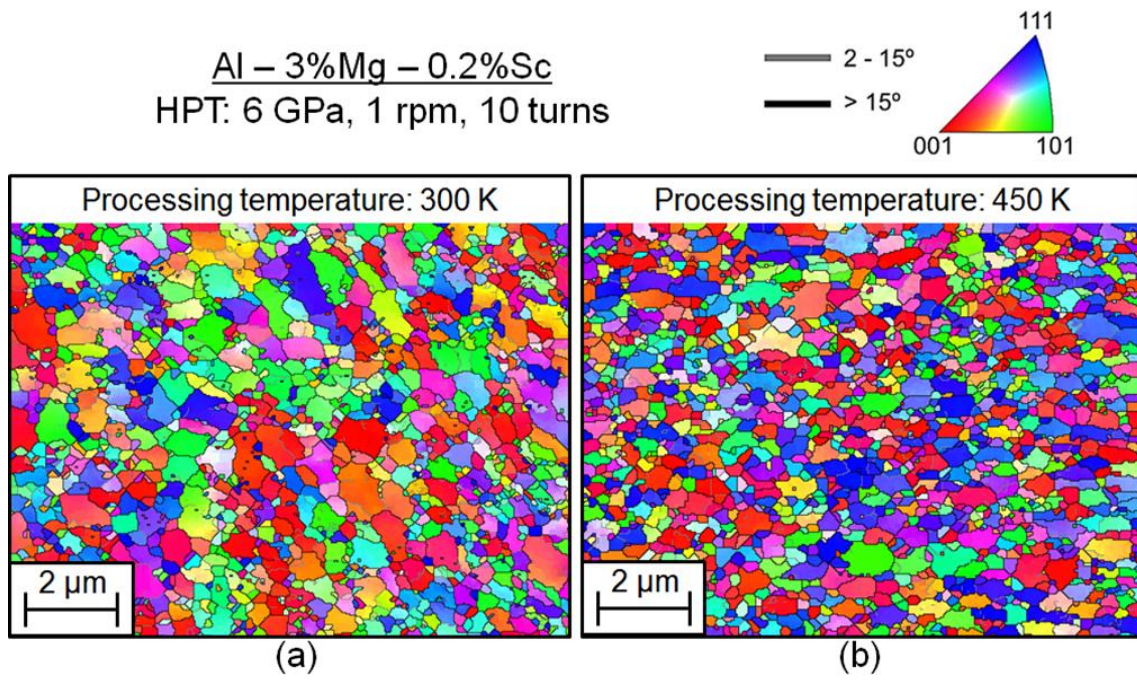 Al – 3%Mg – 0.2%Sc
HPT: 6 GPa, 1 rpm, 10 turns
2 - 15º
> 15º
111
001
101
Processing temperature: 300 K
Processing temperature: 450 K
2 µm
2 µm
(a)
(b)